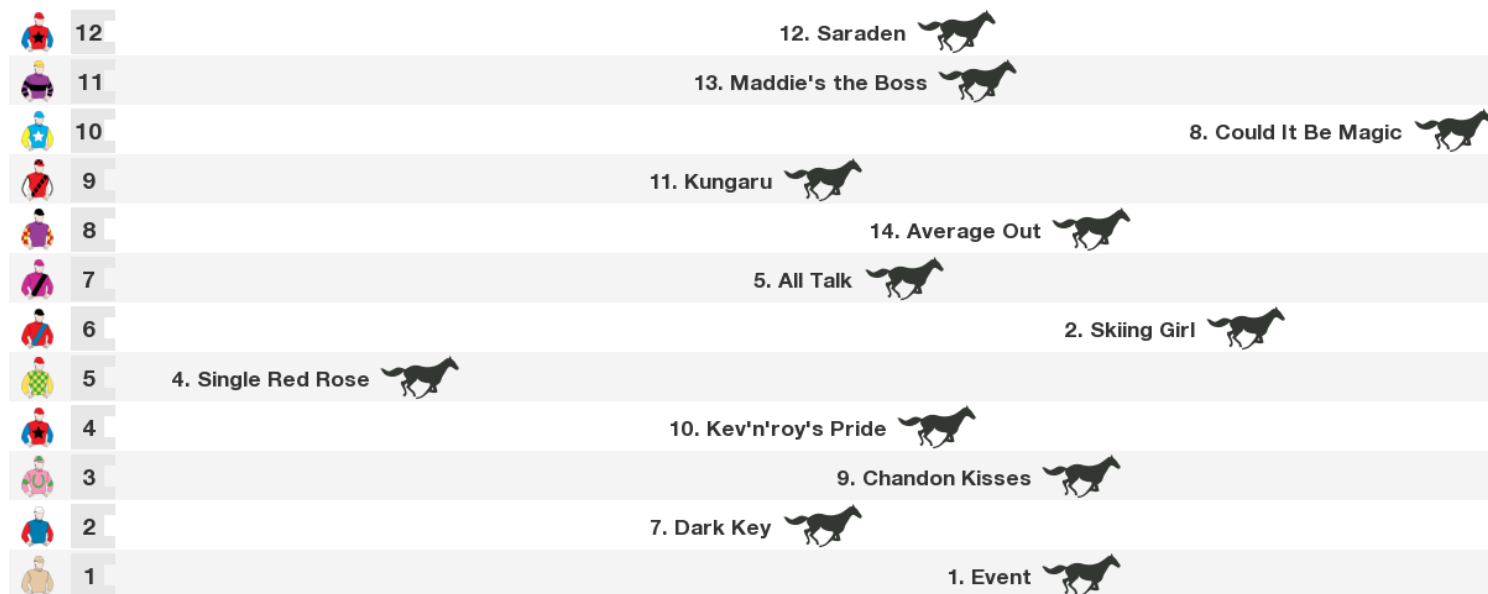 12 12. Saraden
11 13. Maddie's the Boss
10 8. Could It Be Magic
9 11. Kungaru
8 14. Average Out
7 5. All Talk
6 2. Skiing Girl
5 4. Single Red Rose
4 10. Kev'n'roy's Pride
3 9. Chandon Kisses
2 7. Dark Key
1 1. Event